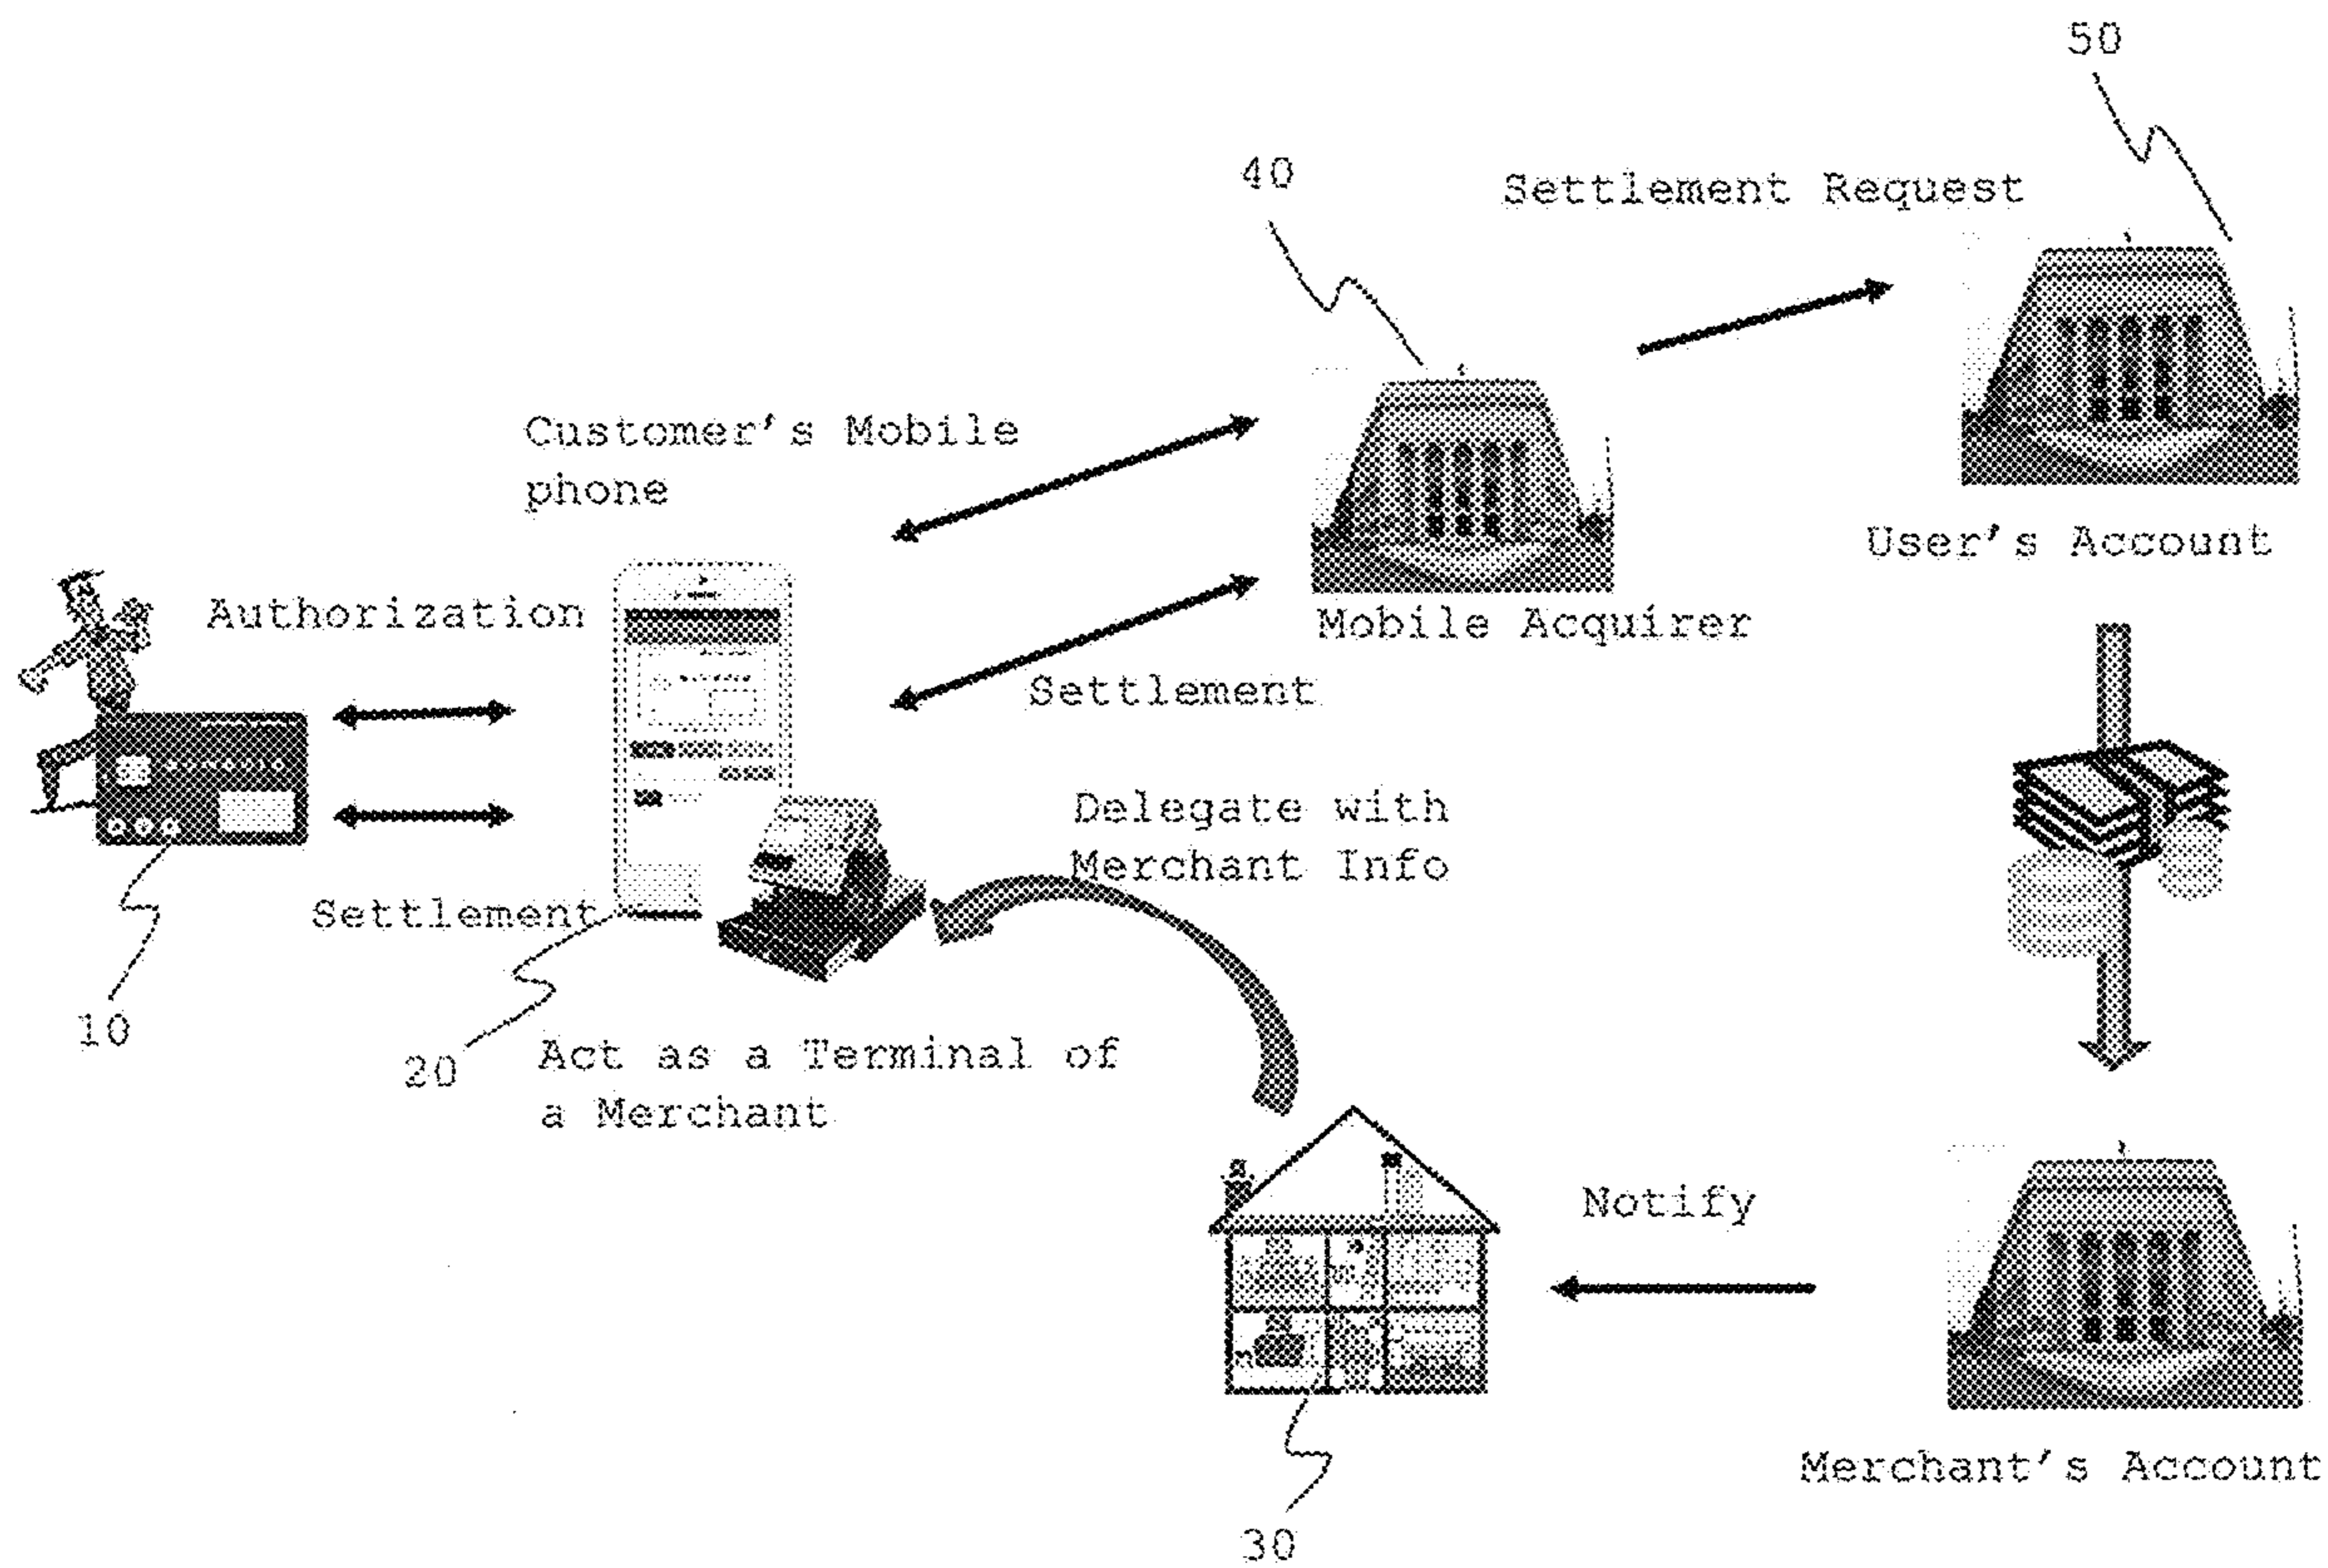 50
40
Settlement Request
Customer's Mobile
phone
User's Account
Authorization
Mobile Acquirer
Settlement
Delegate with
Merchant Info
Settlement
10
20
Act as a Terminal of
a Merchant
Notify
Merchant's Account
30